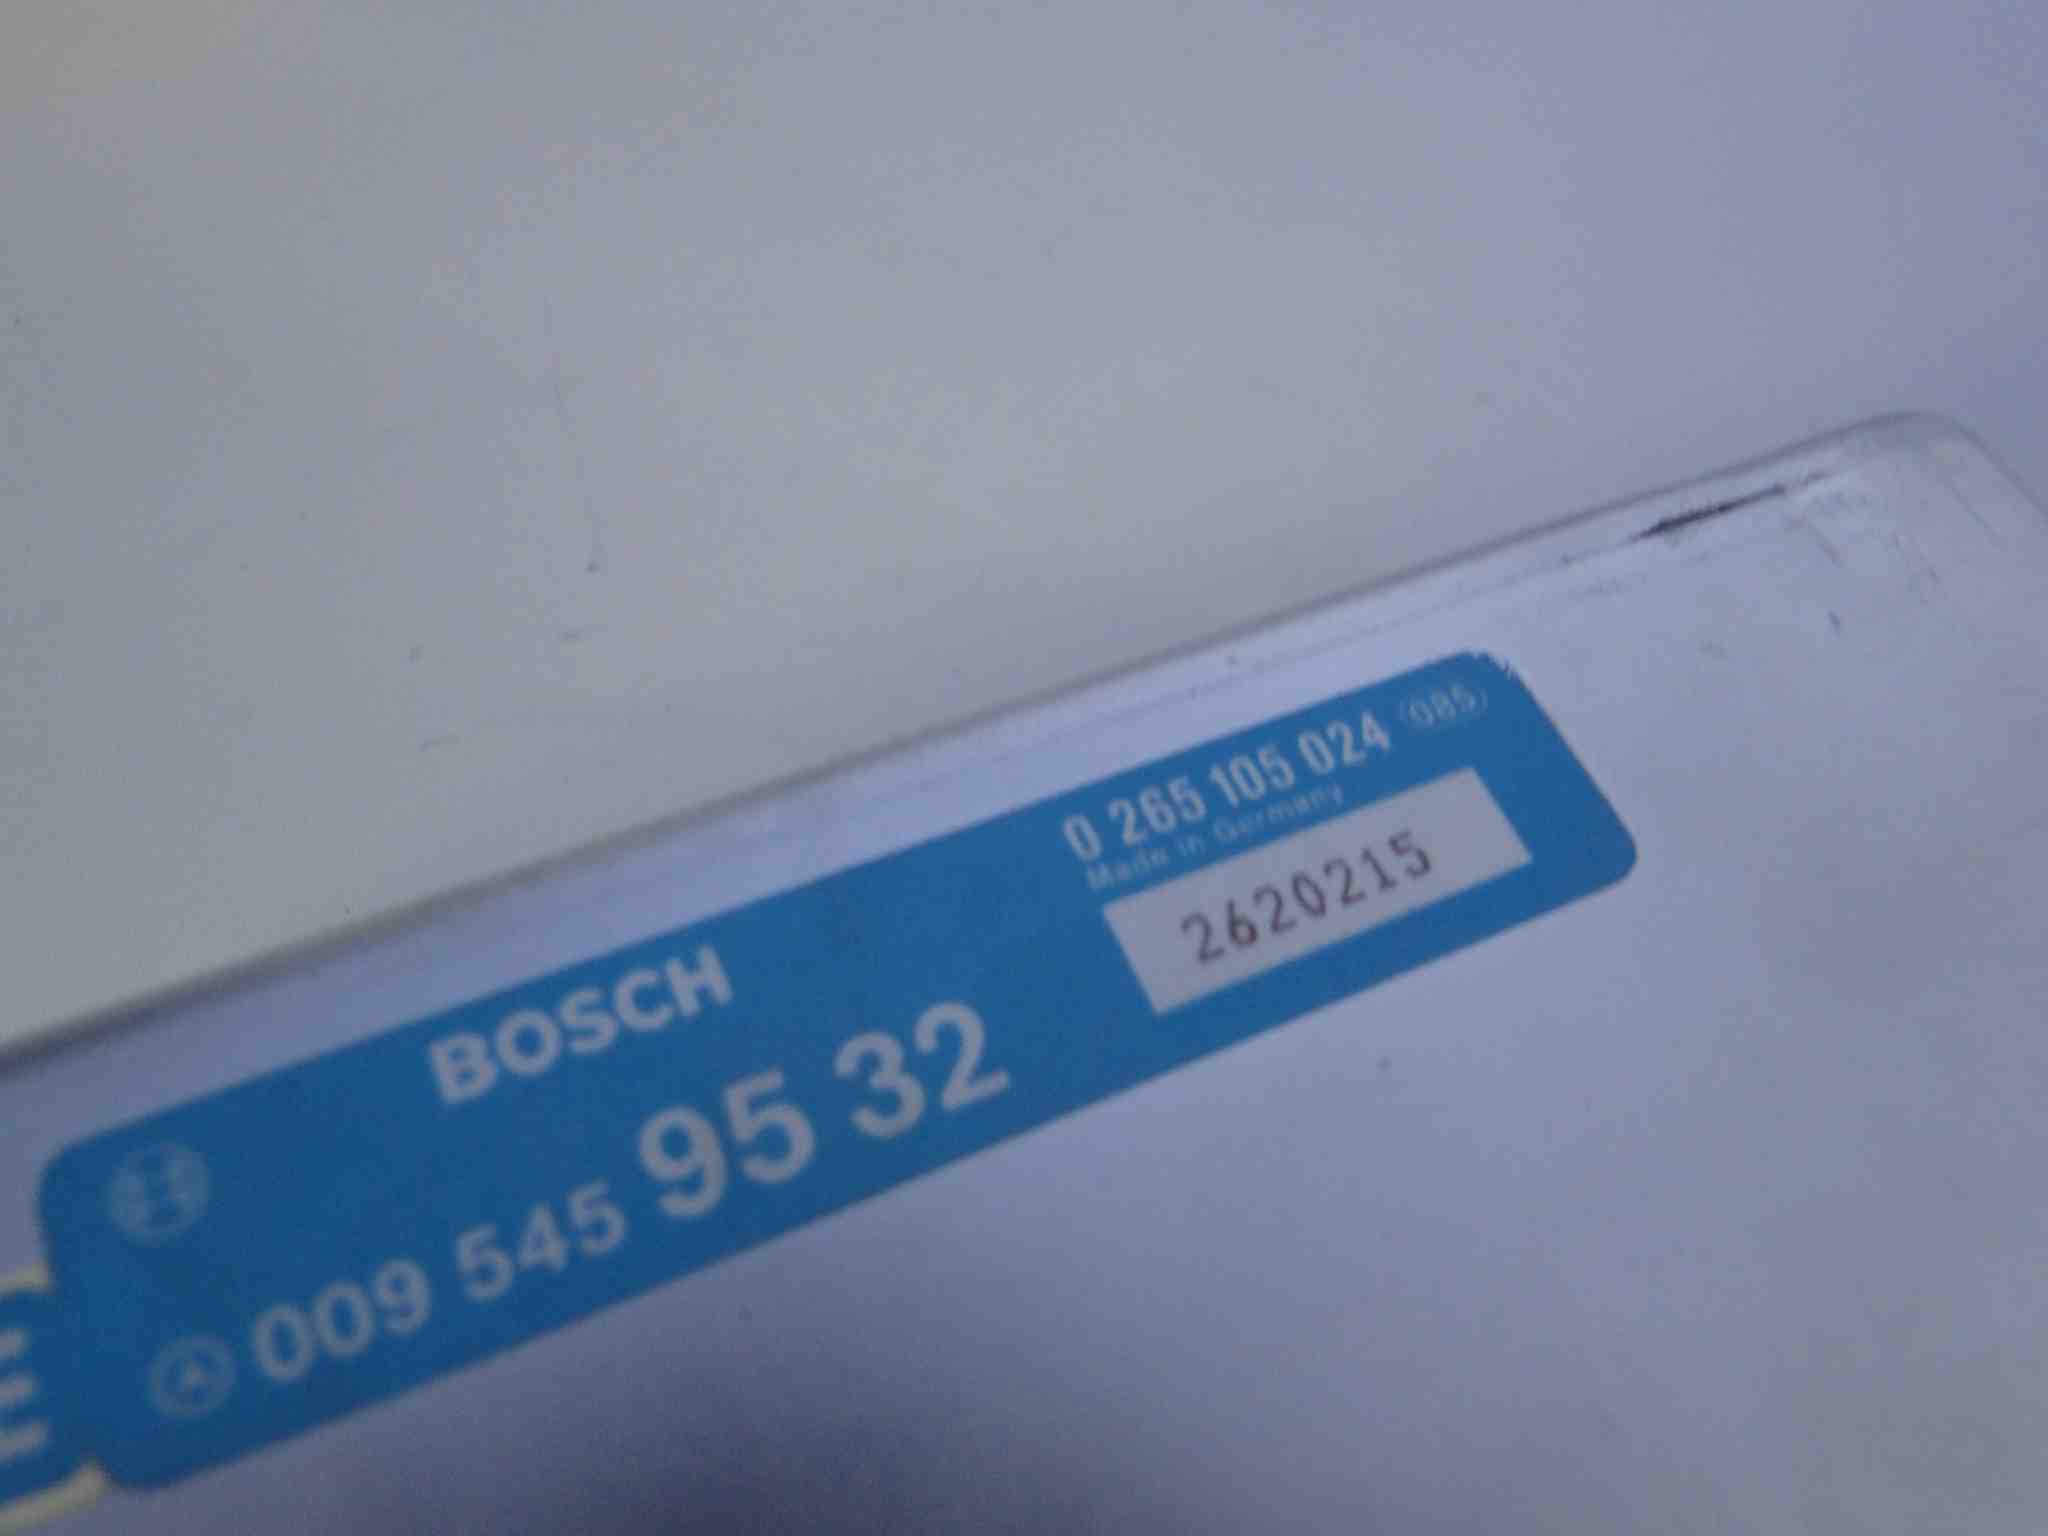 BOSCH
0 265 105 024 (085)
Made in Germany
2620215
009 545 95 32
E